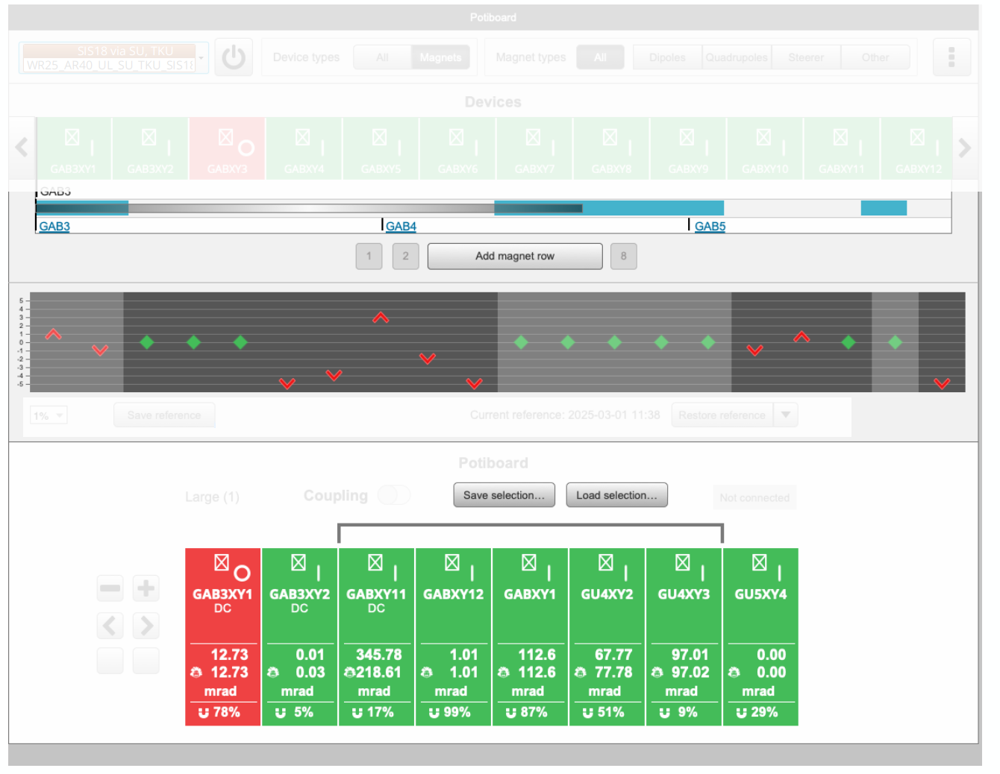 Potiboard
SIS18 via SU, TKU
WR25_AR40_UL_SU_TKU_SIS18
Device types All Magnets Magnet types All Dipoles Quadrupoles Steerer Other
Devices
GAB3XY1 GAB3XY2 GABXY3 GABXY4 GABXY5 GABXY6 GABXY7 GABXY8 GABXY9 GABXY10 GABXY11 GABXY12
GAB3
GAB3 GAB4 GAB5
1 2 Add magnet row 8
5
4
3
2
1
0
-1
-2
-3
-4
-5
1% Save reference Current reference: 2025-03-01 11:38 Restore reference
Potiboard
Large (1) Coupling Save selection... Load selection... Not connected
GAB3XY1 GAB3XY2 GABXY11 GABXY12 GABXY1 GU4XY2 GU4XY3 GU5XY4
DC DC DC
12.73 0.01 345.78 1.01 112.6 67.77 97.01 0.00
12.73 0.03 218.61 1.01 112.6 77.78 97.02 0.00
mrad mrad mrad mrad mrad mrad mrad mrad
78% 5% 17% 99% 87% 51% 9% 29%